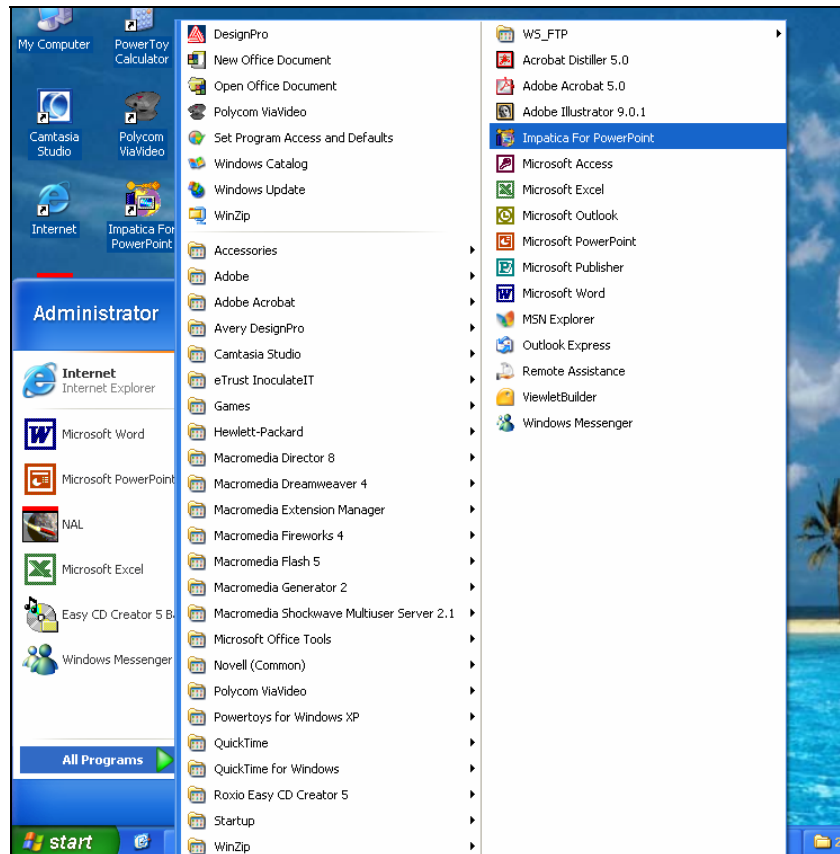 My Computer
PowerToy
Calculator
Camtasia
Studio
Polycom
ViaVideo
Internet
Impatica For
PowerPoint
Administrator
Internet
Internet Explorer
Microsoft Word
Microsoft PowerPoint
NAL
Microsoft Excel
Easy CD Creator 5 B
Windows Messenger
All Programs
start
DesignPro
New Office Document
Open Office Document
Polycom ViaVideo
Set Program Access and Defaults
Windows Catalog
Windows Update
WinZip
Accessories
Adobe
Adobe Acrobat
Avery DesignPro
Camtasia Studio
eTrust InoculateIT
Games
Hewlett-Packard
Macromedia Director 8
Macromedia Dreamweaver 4
Macromedia Extension Manager
Macromedia Fireworks 4
Macromedia Flash 5
Macromedia Generator 2
Macromedia Shockwave Multiuser Server 2.1
Microsoft Office Tools
Novell (Common)
Polycom ViaVideo
Powertoys for Windows XP
QuickTime
QuickTime for Windows
Roxio Easy CD Creator 5
Startup
WinZip
WS_FTP
Acrobat Distiller 5.0
Adobe Acrobat 5.0
Adobe Illustrator 9.0.1
Impatica For PowerPoint
Microsoft Access
Microsoft Excel
Microsoft Outlook
Microsoft PowerPoint
Microsoft Publisher
Microsoft Word
MSN Explorer
Outlook Express
Remote Assistance
ViewletBuilder
Windows Messenger